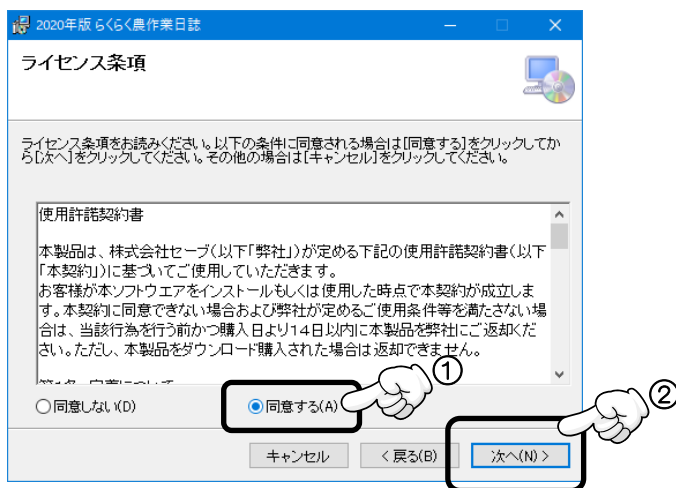 2020年版 らくらく農作業日誌
ライセンス条項
ライセンス条項をお読みください。以下の条件に同意される場合は[同意する]をクリックしてか
ら[次へ]をクリックしてください。その他の場合は[キャンセル]をクリックしてください。
使用許諾契約書
本製品は、株式会社セーブ(以下「弊社」)が定める下記の使用許諾契約書(以下
「本契約」)に基づいてご使用していただきます。
お客様が本ソフトウエアをインストールもしくは使用した時点で本契約が成立しま
す。本契約に同意できない場合および弊社が定めるご使用条件等を満たさない場
合は、当該行為を行う前かつ購入日より14日以内に本製品を弊社にご返却くだ
さい。ただし、本製品をダウンロード購入された場合は返却できません。
同意しない(D) 同意する(A) ①
キャンセル < 戻る(B) 次へ(N) > ②